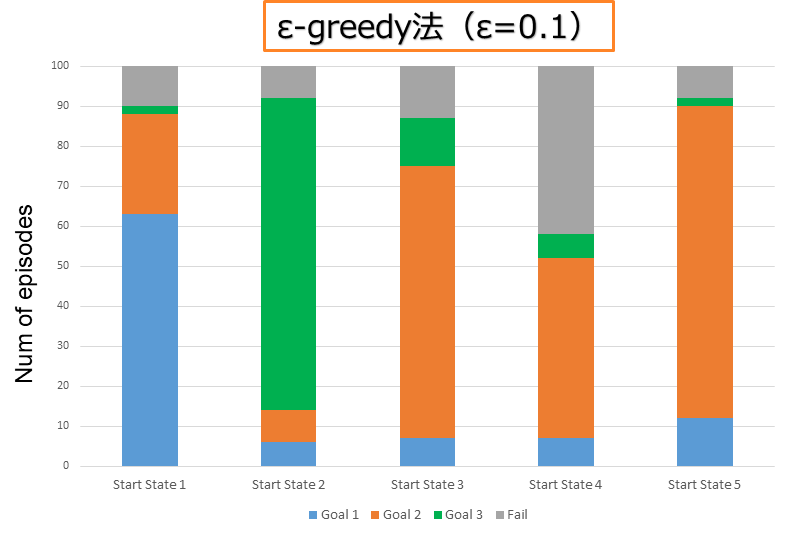 ε-greedy法（ε=0.1）
100
90
80
70
60
50
40
30
20
10
0
Num of episodes
Start State 1 Start State 2 Start State 3 Start State 4 Start State 5
Goal 1 Goal 2 Goal 3 Fail